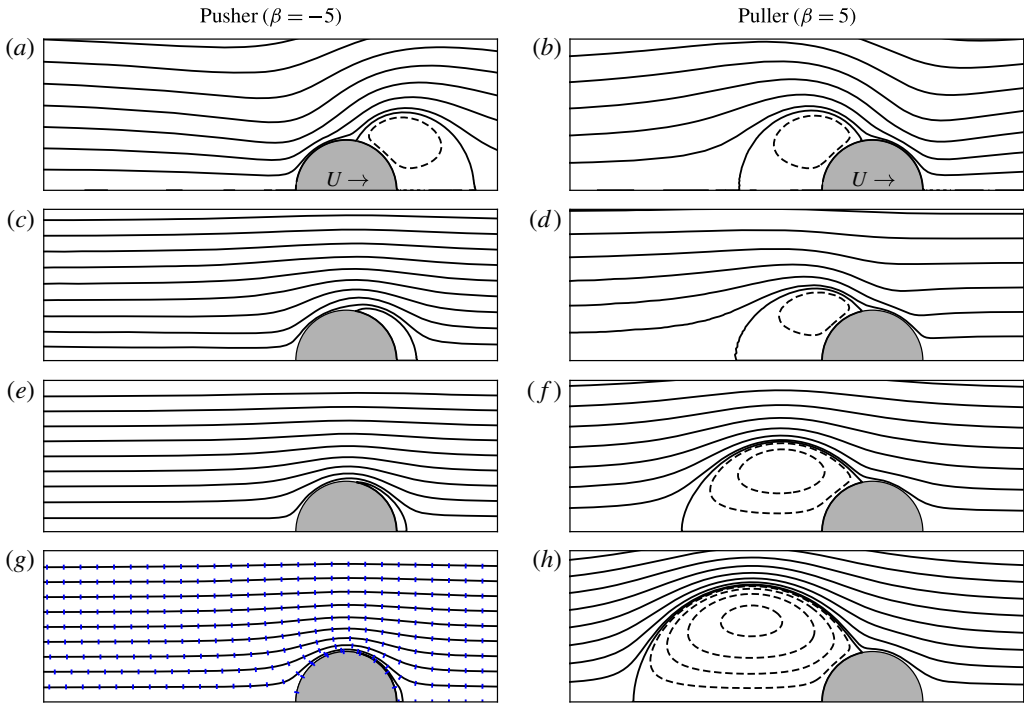 Pusher (β = −5)
Puller (β = 5)
(a)
(b)
U →
U →
(c)
(d)
(e)
(f)
(g)
(h)